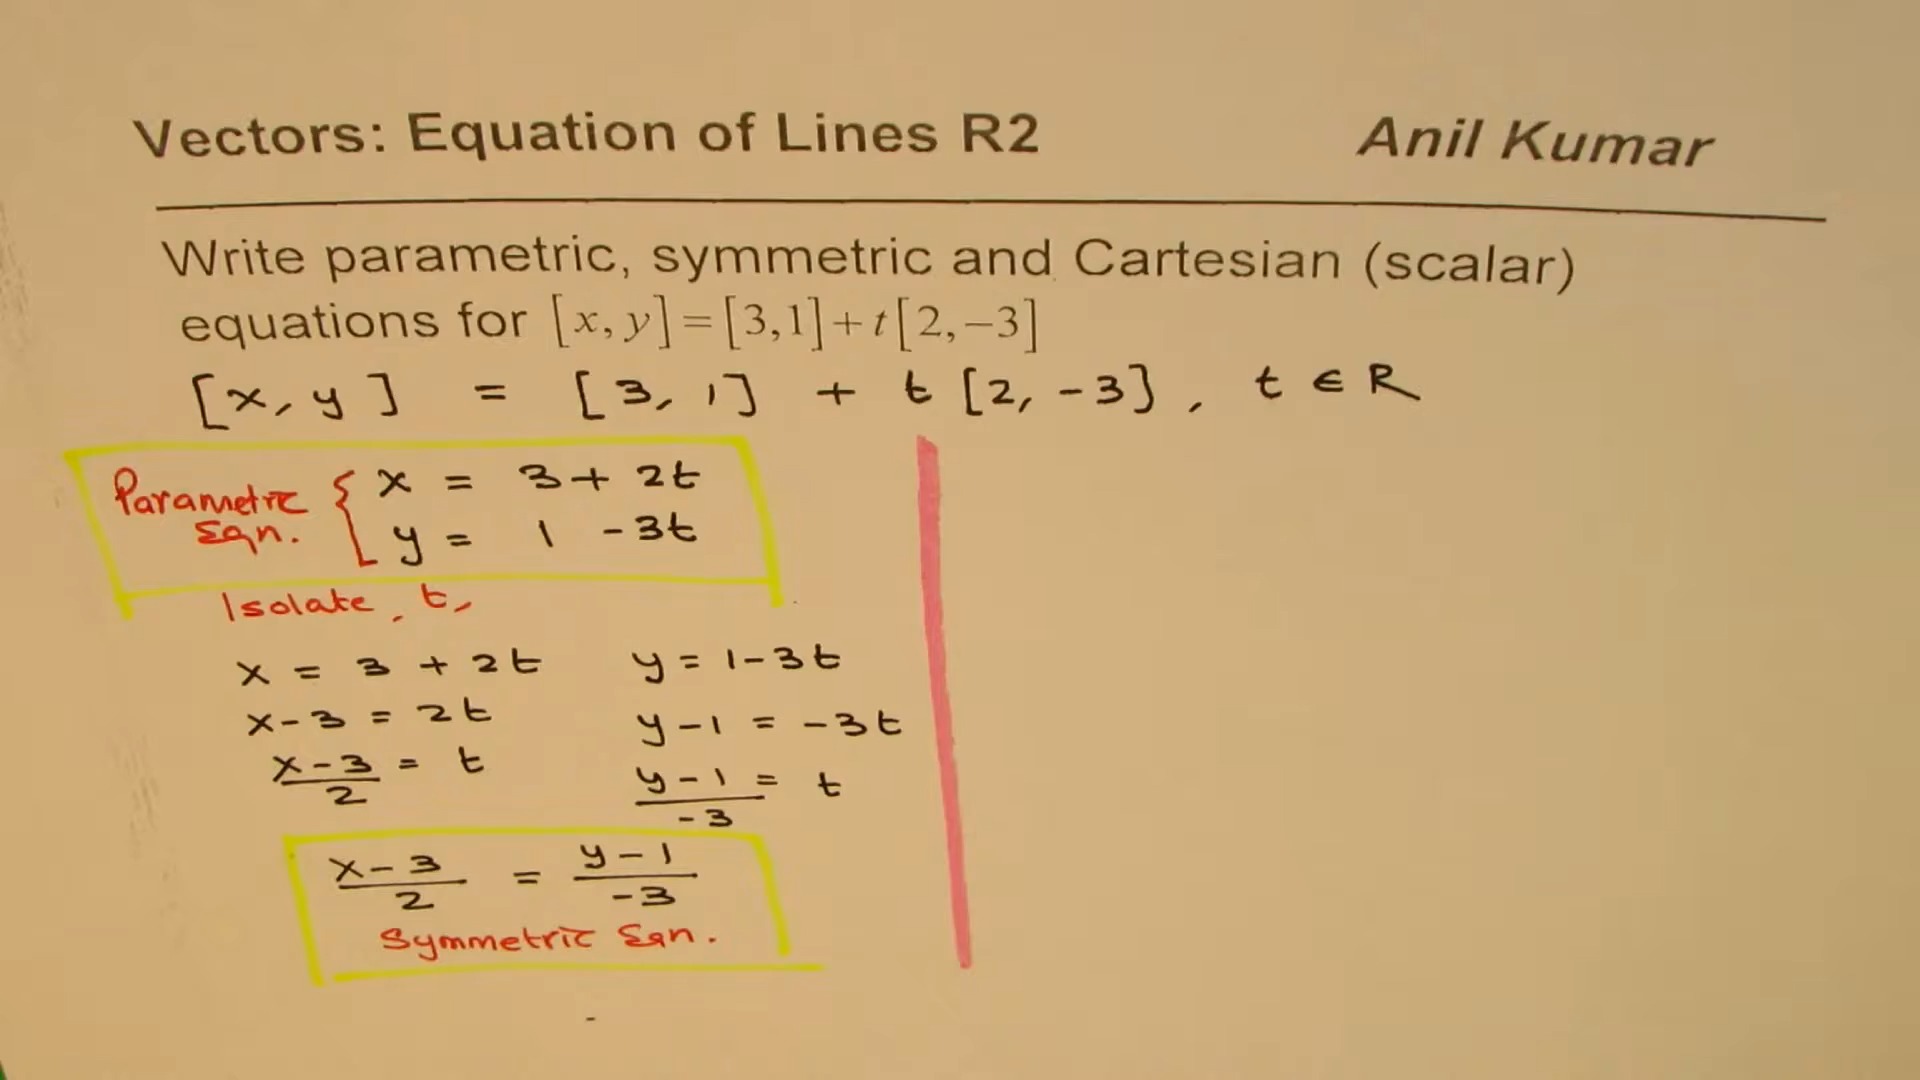 Vectors: Equation of Lines R2 Anil Kumar
Write parametric, symmetric and Cartesian (scalar)
equations for [x, y] = [3,1] + t[2,−3]
[x, y] = [3, 1] + t [2, -3], t ∈ R
Parametric Eqn. { x = 3 + 2t
y = 1 - 3t
Isolate, t,
x = 3 + 2t y = 1 - 3t
x - 3 = 2t y - 1 = -3t
(x - 3)/2 = t (y - 1)/-3 = t
(x - 3)/2 = (y - 1)/-3
Symmetric Eqn.